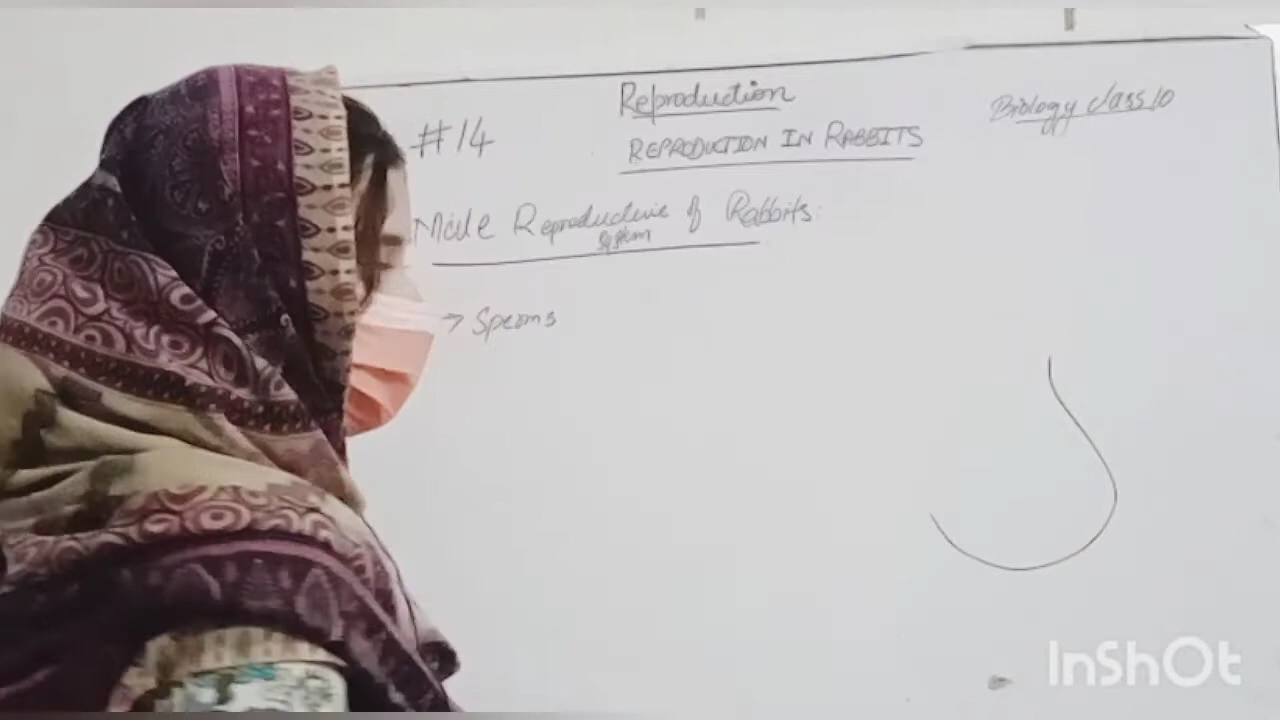 Reproduction
Biology class 10
#14
REPRODUCTION IN RABBITS
Male Reproductive of Rabbits:
system
→ Sperms
InShOt